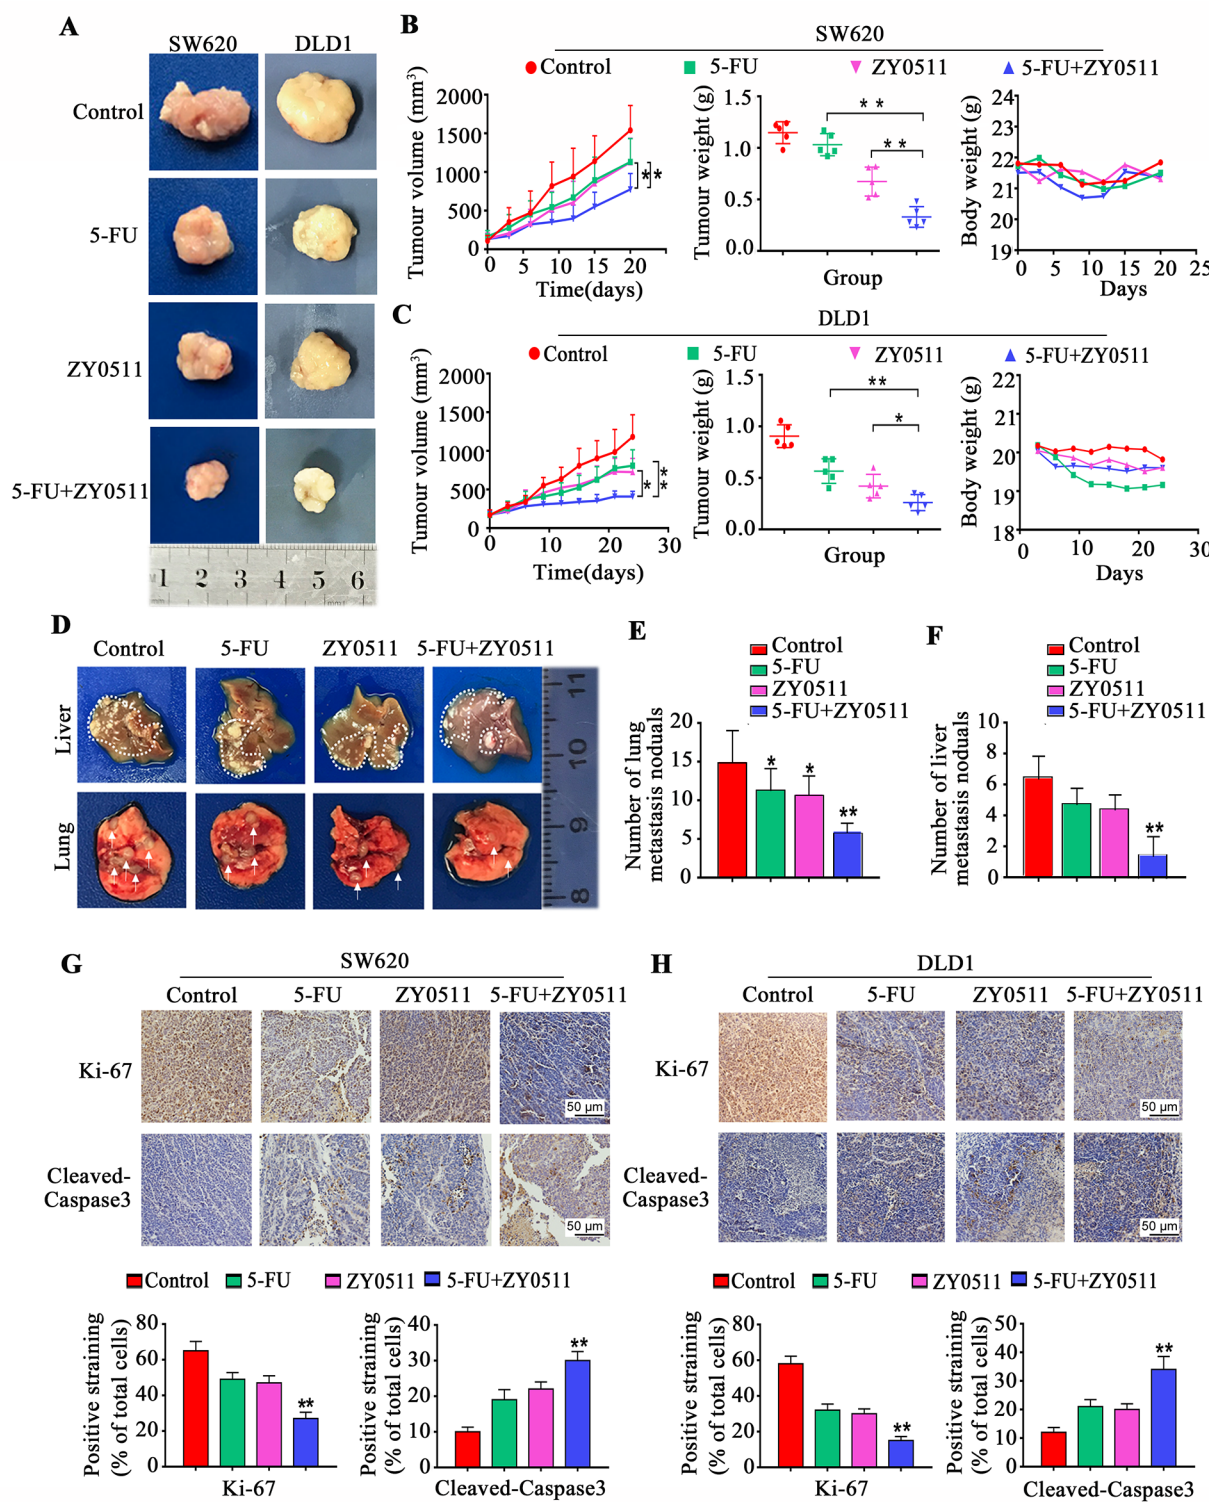 A
SW620 DLD1
Control
5-FU
ZY0511
5-FU+ZY0511
1 2 3 4 5 6
B
SW620
Control 5-FU ZY0511 5-FU+ZY0511
Tumour volume (mm³)
2000
1500
1000
500
0
0 5 10 15 20 25
Time(days)
* **
Tumour weight (g)
1.5
1.0
0.5
0.0
* *
* *
Group
Body weight (g)
24
23
22
21
20
19
0 5 10 15 20 25
Days
C
DLD1
Control 5-FU ZY0511 5-FU+ZY0511
Tumour volume (mm³)
2000
1500
1000
500
0
0 10 20 30
Time(days)
* **
Tumour weight (g)
1.5
1.0
0.5
0.0
**
*
Group
Body weight (g)
22
21
20
19
18
0 10 20 30
Days
D
Control 5-FU ZY0511 5-FU+ZY0511
Liver
Lung
11
10
9
8
E
Control
5-FU
ZY0511
5-FU+ZY0511
Number of lung
metastasis noduals
20
15
10
5
0
* * **
F
Control
5-FU
ZY0511
5-FU+ZY0511
Number of liver
metastasis noduals
10
8
6
4
2
0
**
G
SW620
Control 5-FU ZY0511 5-FU+ZY0511
Ki-67
50 µm
Cleaved-
Caspase3
50 µm
Control 5-FU ZY0511 5-FU+ZY0511
Positive straining
(% of total cells)
80
60
40
20
0
**
Ki-67
Positive straining
(% of total cells)
40
30
20
10
0
**
Cleaved-Caspase3
H
DLD1
Control 5-FU ZY0511 5-FU+ZY0511
Ki-67
50 µm
Cleaved-
Caspase3
50 µm
Control 5-FU ZY0511 5-FU+ZY0511
Positive straining
(% of total cells)
80
60
40
20
0
**
Ki-67
Positive straining
(% of total cells)
50
40
30
20
10
0
**
Cleaved-Caspase3